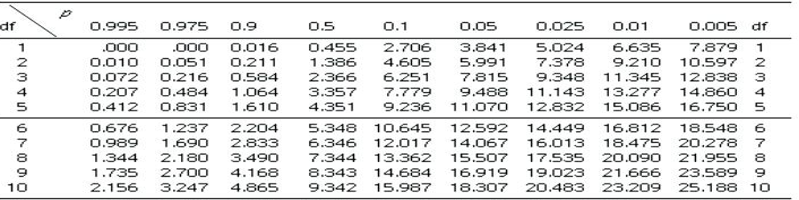 p
df 0.995 0.975 0.9 0.5 0.1 0.05 0.025 0.01 0.005 df
1 .000 .000 0.016 0.455 2.706 3.841 5.024 6.635 7.879 1
2 0.010 0.051 0.211 1.386 4.605 5.991 7.378 9.210 10.597 2
3 0.072 0.216 0.584 2.366 6.251 7.815 9.348 11.345 12.838 3
4 0.207 0.484 1.064 3.357 7.779 9.488 11.143 13.277 14.860 4
5 0.412 0.831 1.610 4.351 9.236 11.070 12.832 15.086 16.750 5
6 0.676 1.237 2.204 5.348 10.645 12.592 14.449 16.812 18.548 6
7 0.989 1.690 2.833 6.346 12.017 14.067 16.013 18.475 20.278 7
8 1.344 2.180 3.490 7.344 13.362 15.507 17.535 20.090 21.955 8
9 1.735 2.700 4.168 8.343 14.684 16.919 19.023 21.666 23.589 9
10 2.156 3.247 4.865 9.342 15.987 18.307 20.483 23.209 25.188 10